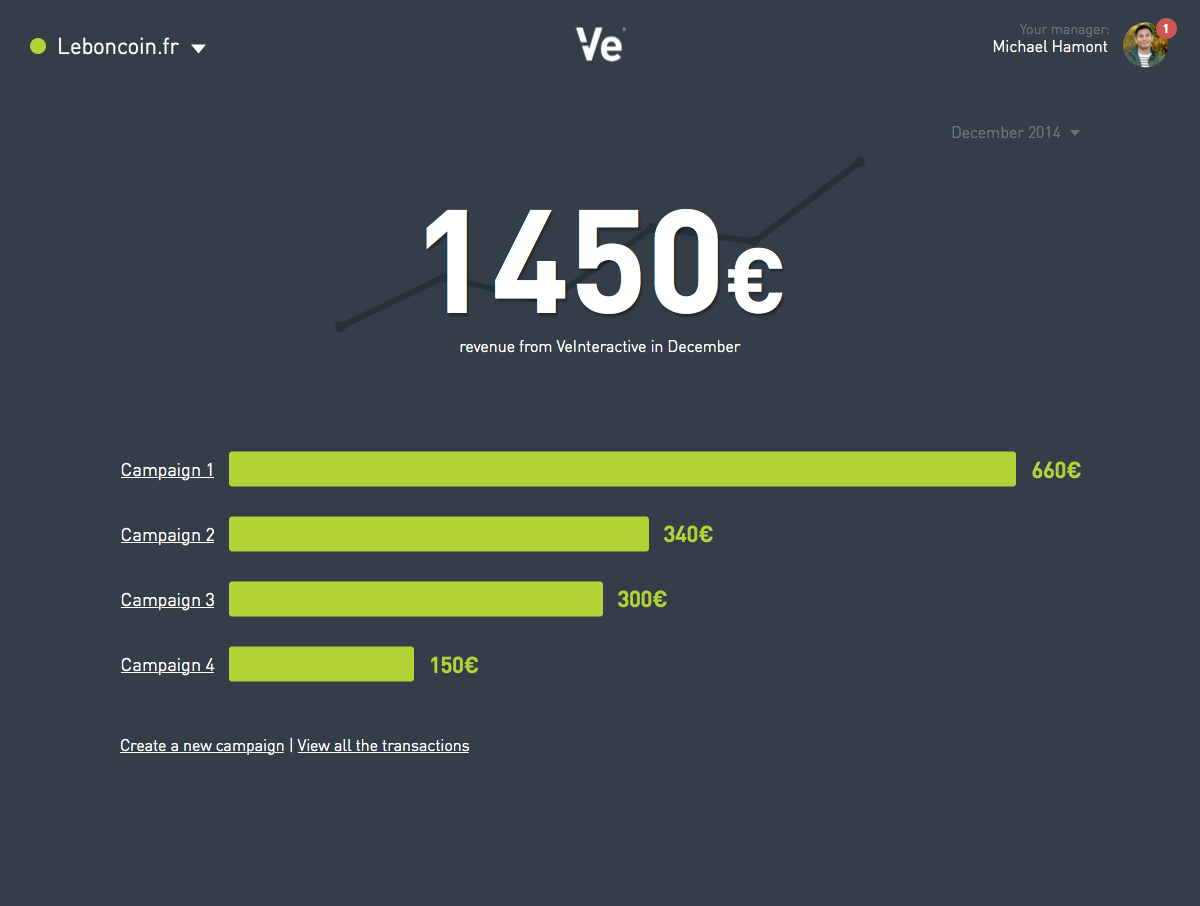 Leboncoin.fr
Ve
Your manager:
Michael Hamont
1
December 2014
1450€
revenue from VeInteractive in December
Campaign 1 660€
Campaign 2 340€
Campaign 3 300€
Campaign 4 150€
Create a new campaign | View all the transactions